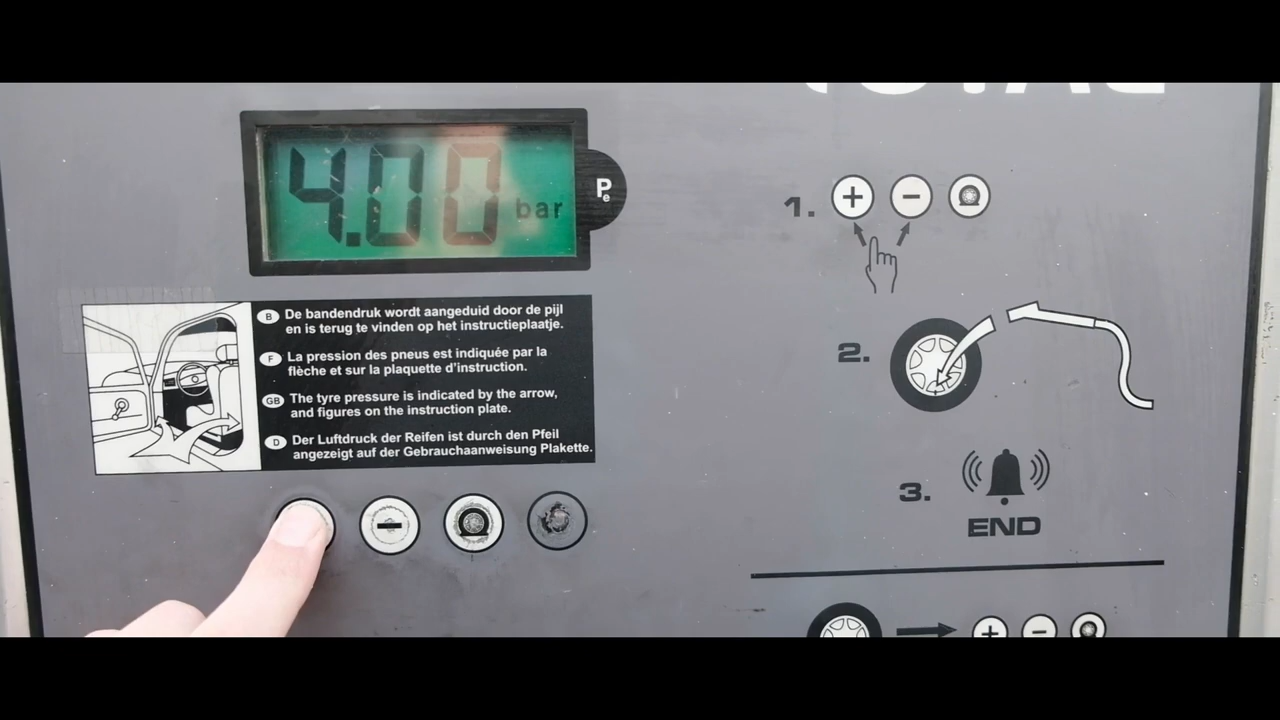 TOTAL
4.00 bar
Pe
B De bandendruk wordt aangeduid door de pijl
en is terug te vinden op het instructieplaatje.
F La pression des pneus est indiquée par la
flèche et sur la plaquette d'instruction.
GB The tyre pressure is indicated by the arrow,
and figures on the instruction plate.
D Der Luftdruck der Reifen ist durch den Pfeil
angezeigt auf der Gebrauchaanweisung Plakette.
-
1. + -
2.
3.
END
+ -